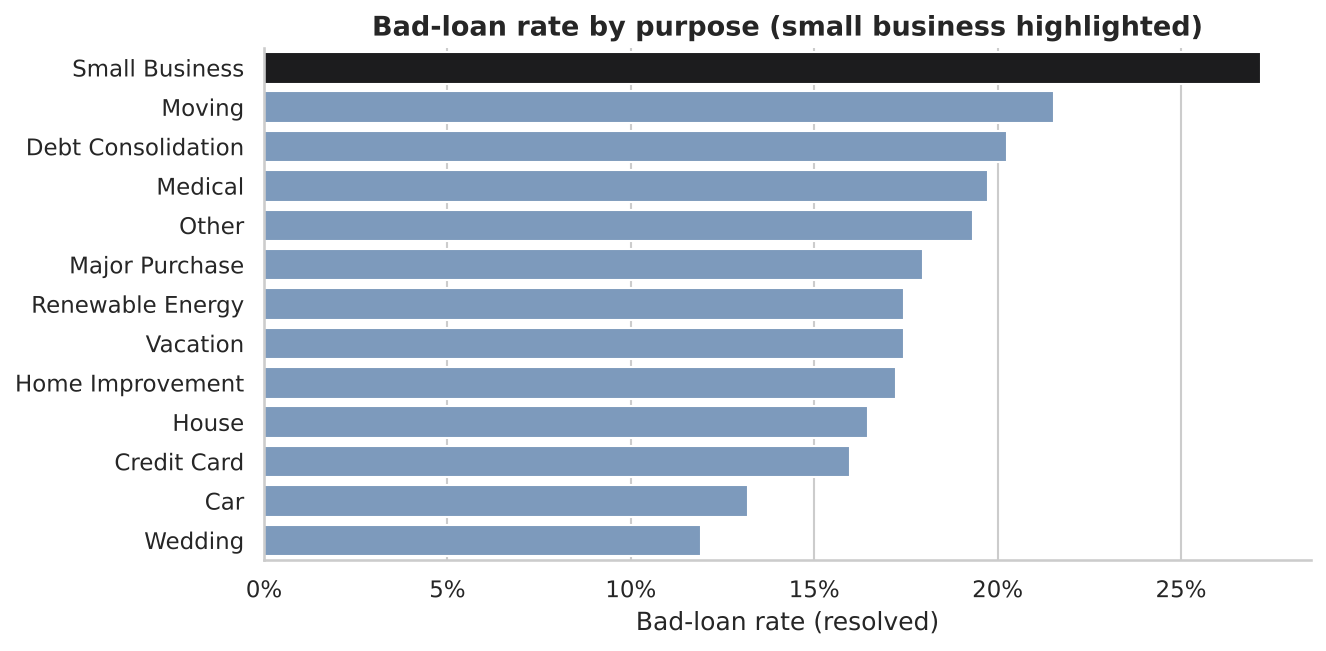 Bad-loan rate by purpose (small business highlighted)
Small Business
Moving
Debt Consolidation
Medical
Other
Major Purchase
Renewable Energy
Vacation
Home Improvement
House
Credit Card
Car
Wedding
0% 5% 10% 15% 20% 25%
Bad-loan rate (resolved)